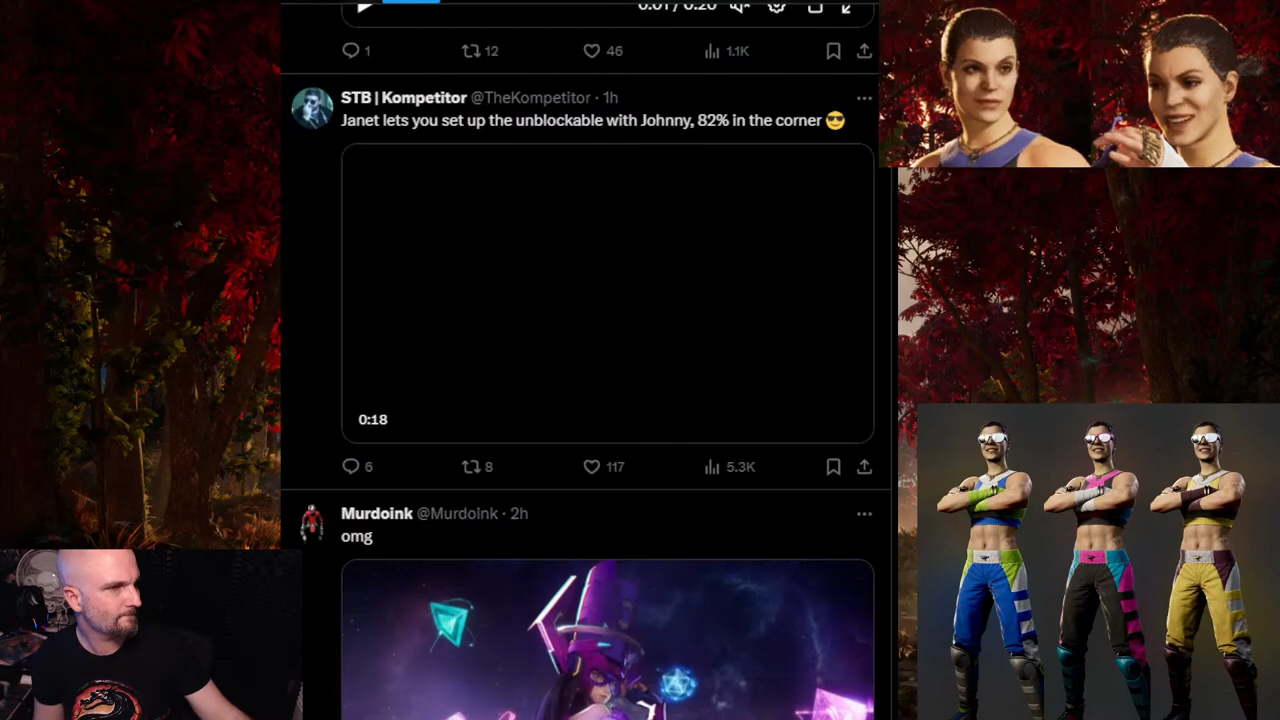 0:01 / 0:20
1 12 46 1.1K
STB | Kompetitor @TheKompetitor · 1h
Janet lets you set up the unblockable with Johnny, 82% in the corner 😎
0:18
6 8 117 5.3K
Murdoink @Murdoink · 2h
omg